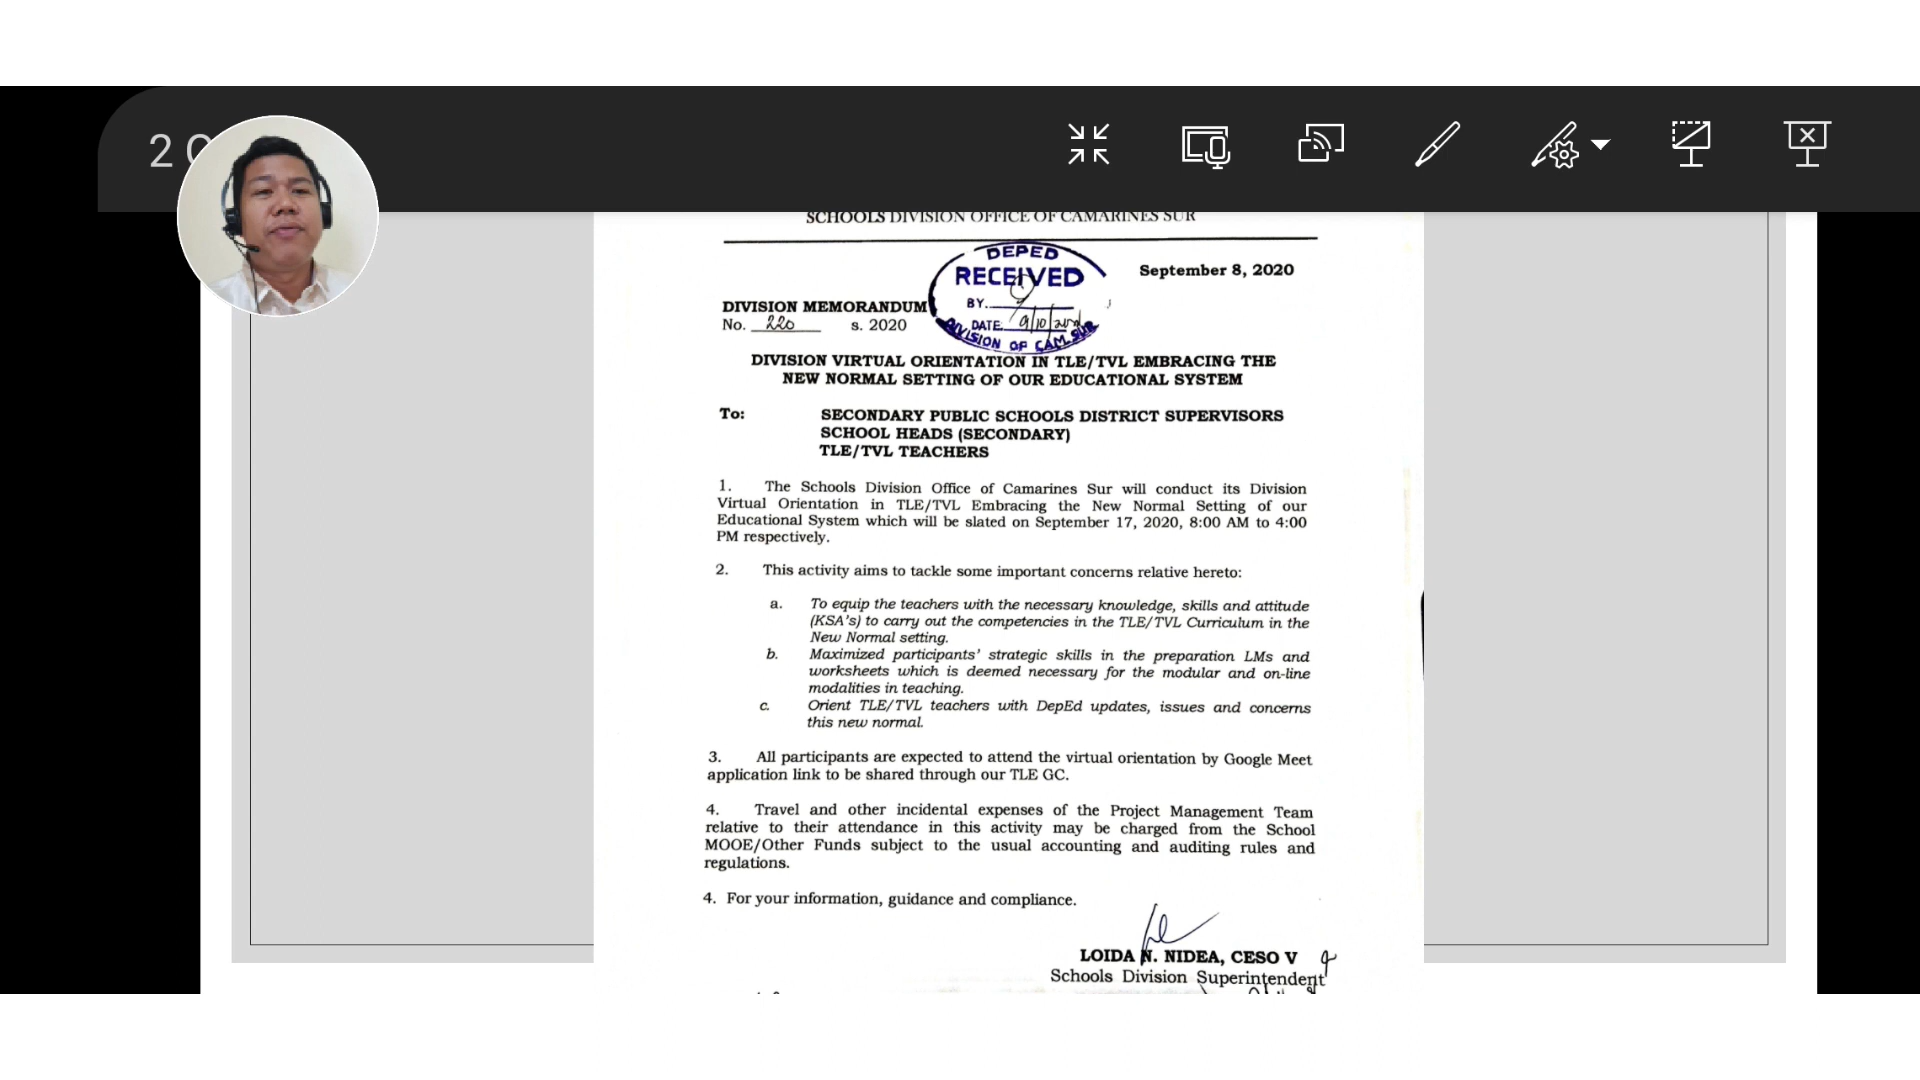 20
SCHOOLS DIVISION OFFICE OF CAMARINES SUR
DEPED
RECEIVED
September 8, 2020
BY.
DIVISION MEMORANDUM
No. 220 s. 2020
DATE: 9/10/2020
DIVISION OF CAM. SUR
DIVISION VIRTUAL ORIENTATION IN TLE/TVL EMBRACING THE
NEW NORMAL SETTING OF OUR EDUCATIONAL SYSTEM
To: SECONDARY PUBLIC SCHOOLS DISTRICT SUPERVISORS
SCHOOL HEADS (SECONDARY)
TLE/TVL TEACHERS
1. The Schools Division Office of Camarines Sur will conduct its Division
Virtual Orientation in TLE/TVL Embracing the New Normal Setting of our
Educational System which will be slated on September 17, 2020, 8:00 AM to 4:00
PM respectively.
2. This activity aims to tackle some important concerns relative hereto:
a. To equip the teachers with the necessary knowledge, skills and attitude
(KSA's) to carry out the competencies in the TLE/TVL Curriculum in the
New Normal setting.
b. Maximized participants' strategic skills in the preparation LMs and
worksheets which is deemed necessary for the modular and on-line
modalities in teaching.
c. Orient TLE/TVL teachers with DepEd updates, issues and concerns
this new normal.
3. All participants are expected to attend the virtual orientation by Google Meet
application link to be shared through our TLE GC.
4. Travel and other incidental expenses of the Project Management Team
relative to their attendance in this activity may be charged from the School
MOOE/Other Funds subject to the usual accounting and auditing rules and
regulations.
4. For your information, guidance and compliance.
LOIDA N. NIDEA, CESO V
Schools Division Superintendent